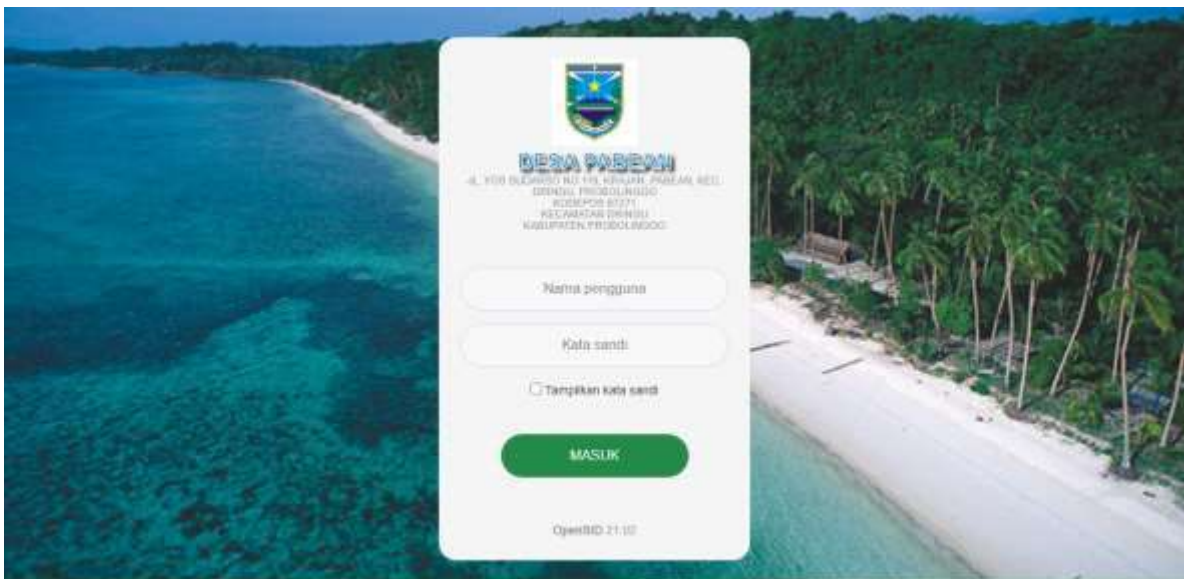 DESA PABEAN
JL. YOS SUDARSO NO 119, KRAJAN, PABEAN, KEC.
DRINGU, PROBOLINGGO
KODEPOS 67271
KECAMATAN DRINGU
KABUPATEN PROBOLINGGO
Nama pengguna
Kata sandi
Tampilkan kata sandi
MASUK
OpenSID 21.02